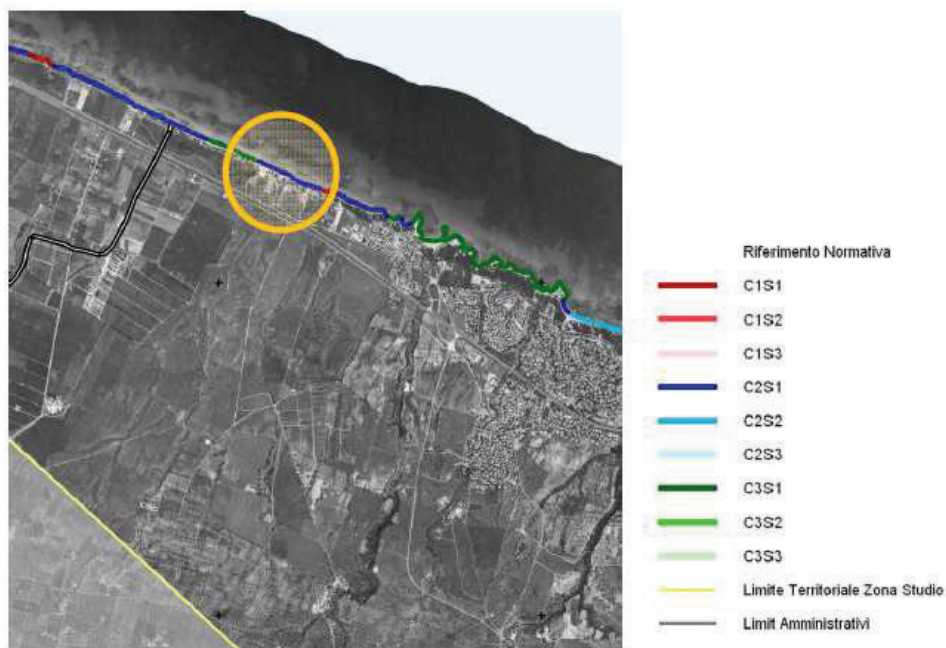 Riferimento Normativa
C1S1
C1S2
C1S3
C2S1
C2S2
C2S3
C3S1
C3S2
C3S3
Limite Territoriale Zona Studio
Limit Amministrativi